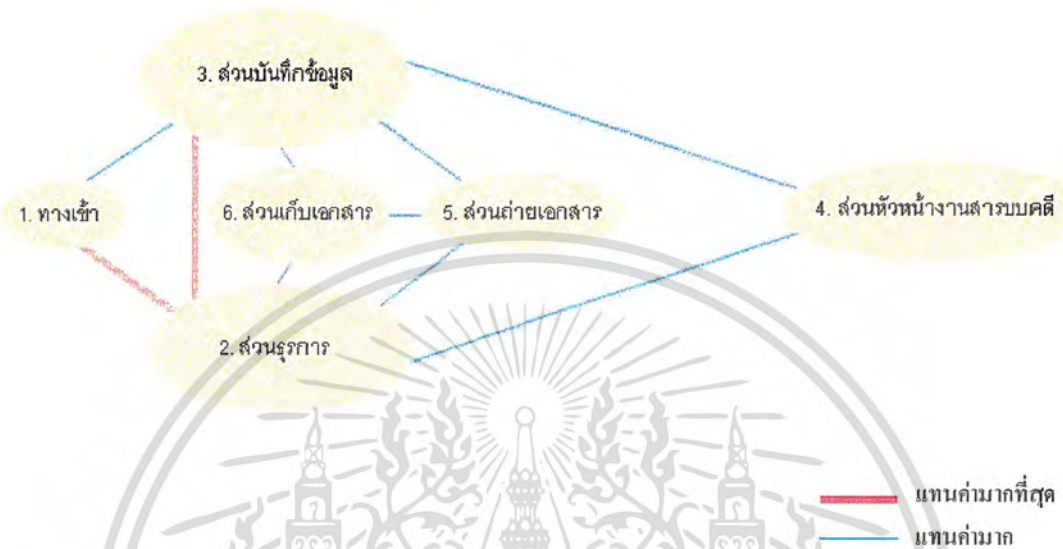 3. ส่วนบันทึกข้อมูล
1. ทางเข้า
6. ส่วนเก็บเอกสาร
5. ส่วนถ่ายเอกสาร
4. ส่วนหัวหน้างานสารบบคดี
2. ส่วนธุรการ
แทนค่ามากที่สุด
แทนค่ามาก